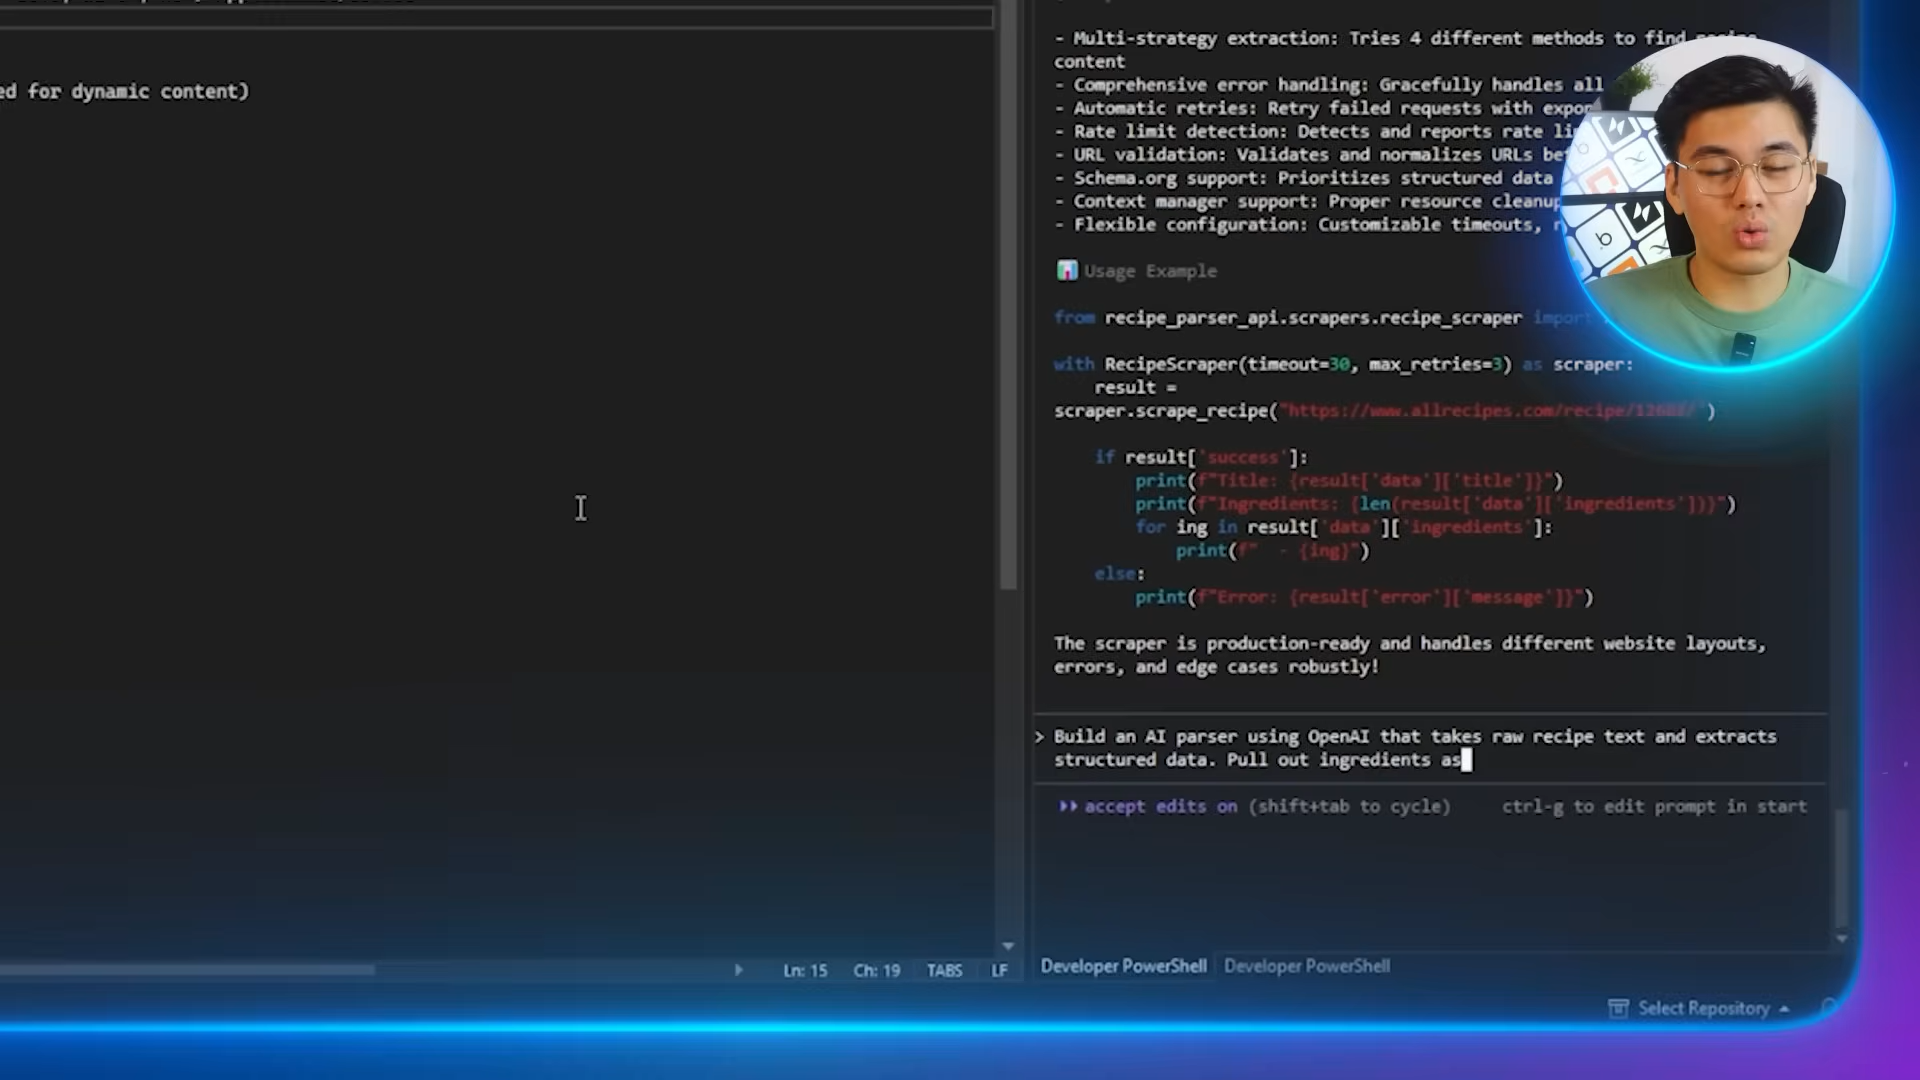 ed for dynamic content)
- Multi-strategy extraction: Tries 4 different methods to find
content
- Comprehensive error handling: Gracefully handles all
- Automatic retries: Retry failed requests with
- Rate limit detection: Detects and reports rate
- URL validation: Validates and normalizes URLs
- Schema.org support: Prioritizes structured data
- Context manager support: Proper resource cleanup
- Flexible configuration: Customizable timeouts,
📊 Usage Example
from recipe_parser_api.scrapers.recipe_scraper import
with RecipeScraper(timeout=30, max_retries=3) as scraper:
result =
scraper.scrape_recipe("https://www.allrecipes.com/recipe/
if result['success']:
print(f"Title: {result['data']['title']}")
print(f"Ingredients: {len(result['data']['ingredients'])}")
for ing in result['data']['ingredients']:
print(f"  - {ing}")
else:
print(f"Error: {result['error']['message']}")
The scraper is production-ready and handles different website layouts,
errors, and edge cases robustly!
> Build an AI parser using OpenAI that takes raw recipe text and extracts
structured data. Pull out ingredients as
accept edits on (shift+tab to cycle) ctrl-g to edit prompt in start
Ln: 15 Ch: 19 TABS LF
Developer PowerShell Developer PowerShell
Select Repository